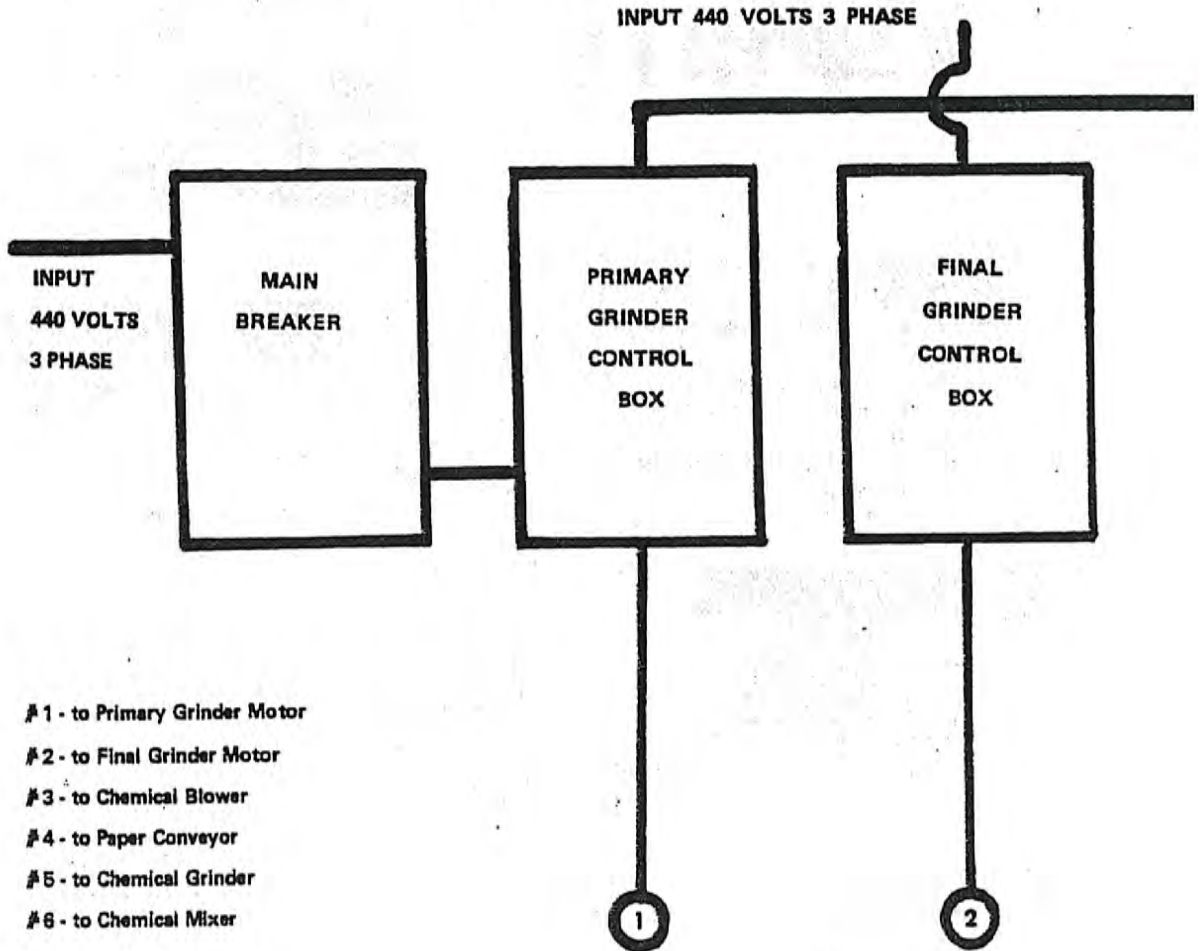 INPUT 440 VOLTS 3 PHASE
INPUT
440 VOLTS
3 PHASE
MAIN
BREAKER
PRIMARY
GRINDER
CONTROL
BOX
FINAL
GRINDER
CONTROL
BOX
#1 - to Primary Grinder Motor
#2 - to Final Grinder Motor
#3 - to Chemical Blower
#4 - to Paper Conveyor
#5 - to Chemical Grinder
#6 - to Chemical Mixer
1
2